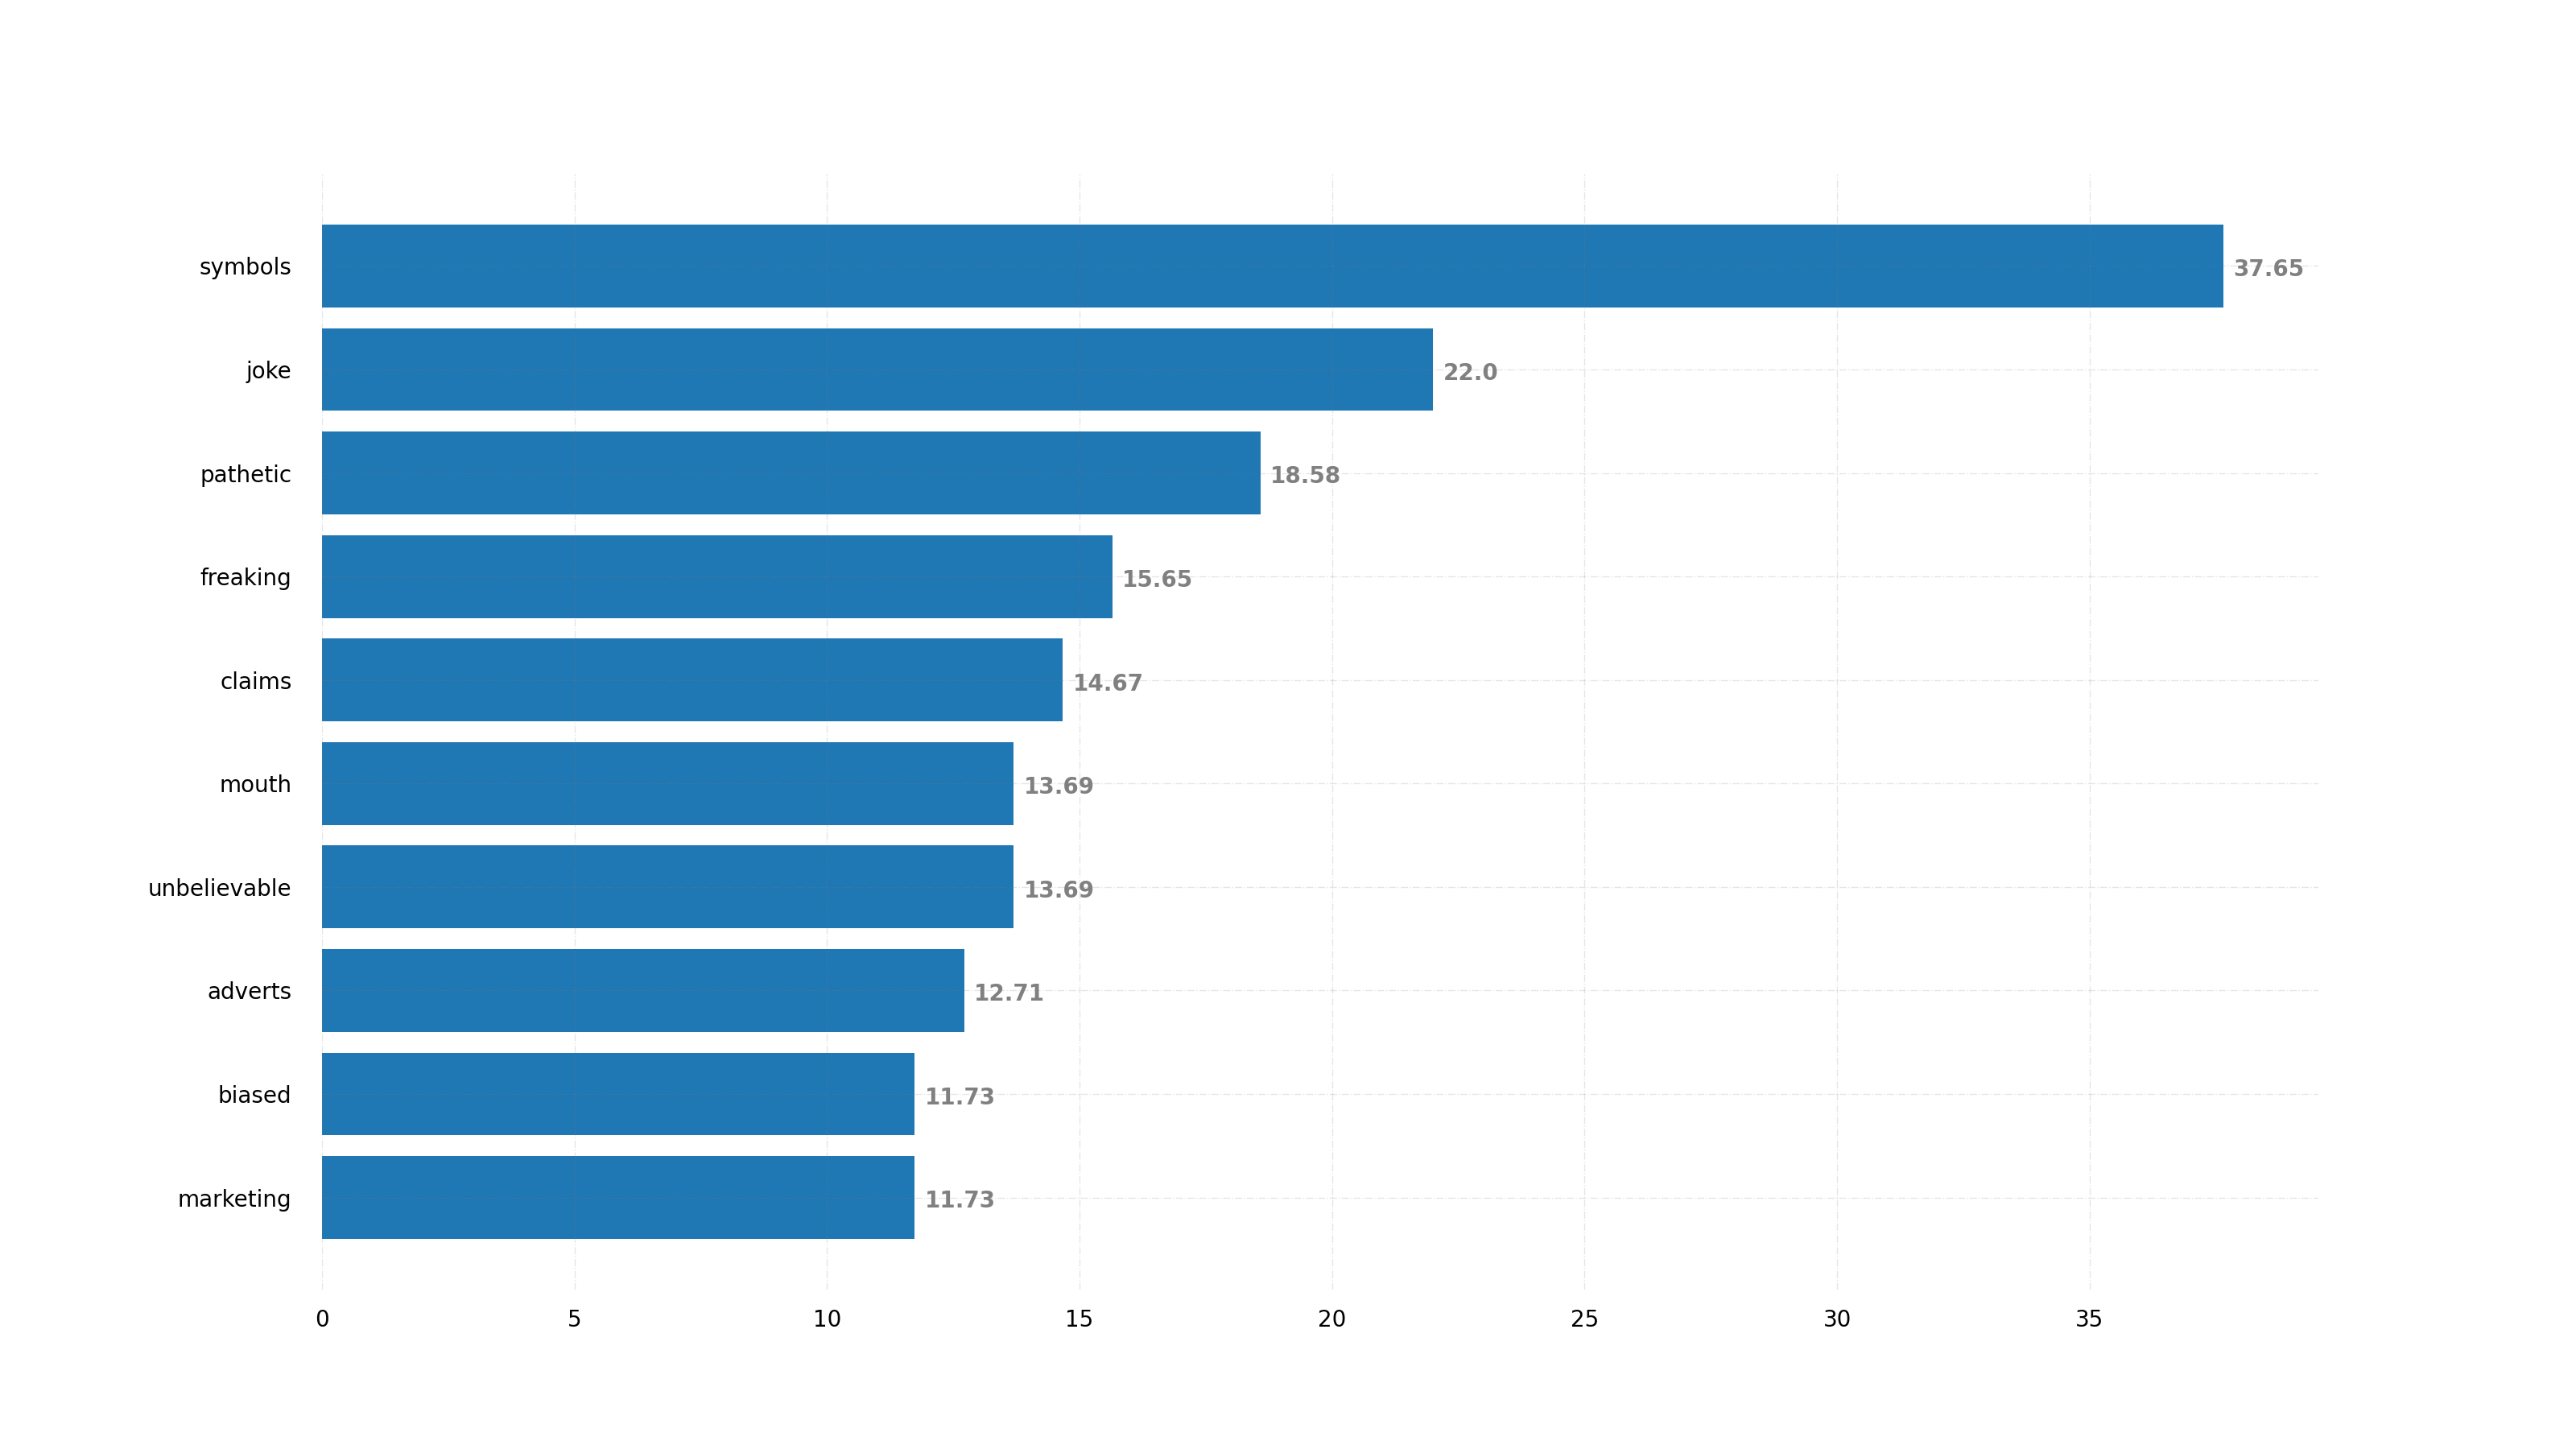 symbols 37.65
joke 22.0
pathetic 18.58
freaking 15.65
claims 14.67
mouth 13.69
unbelievable 13.69
adverts 12.71
biased 11.73
marketing 11.73
0 5 10 15 20 25 30 35